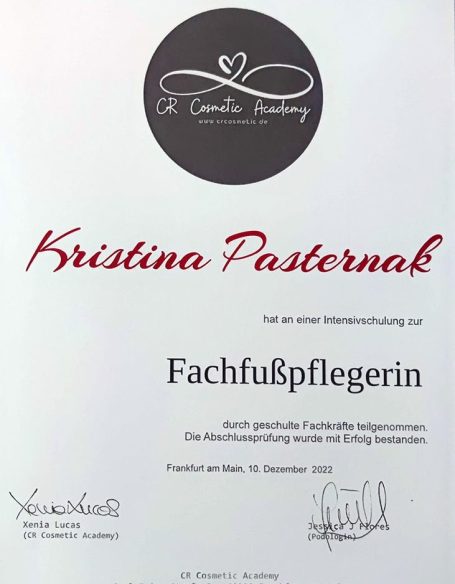 CR Cosmetic Academy
www.crcosmetic.de
Kristina Pasternak
hat an einer Intensivschulung zur
Fachfußpflegerin
durch geschulte Fachkräfte teilgenommen.
Die Abschlussprüfung wurde mit Erfolg bestanden.
Frankfurt am Main, 10. Dezember 2022
Xenia Lucas
Xenia Lucas
(CR Cosmetic Academy)
Jessica J Flores
(Podologin)
CR Cosmetic Academy